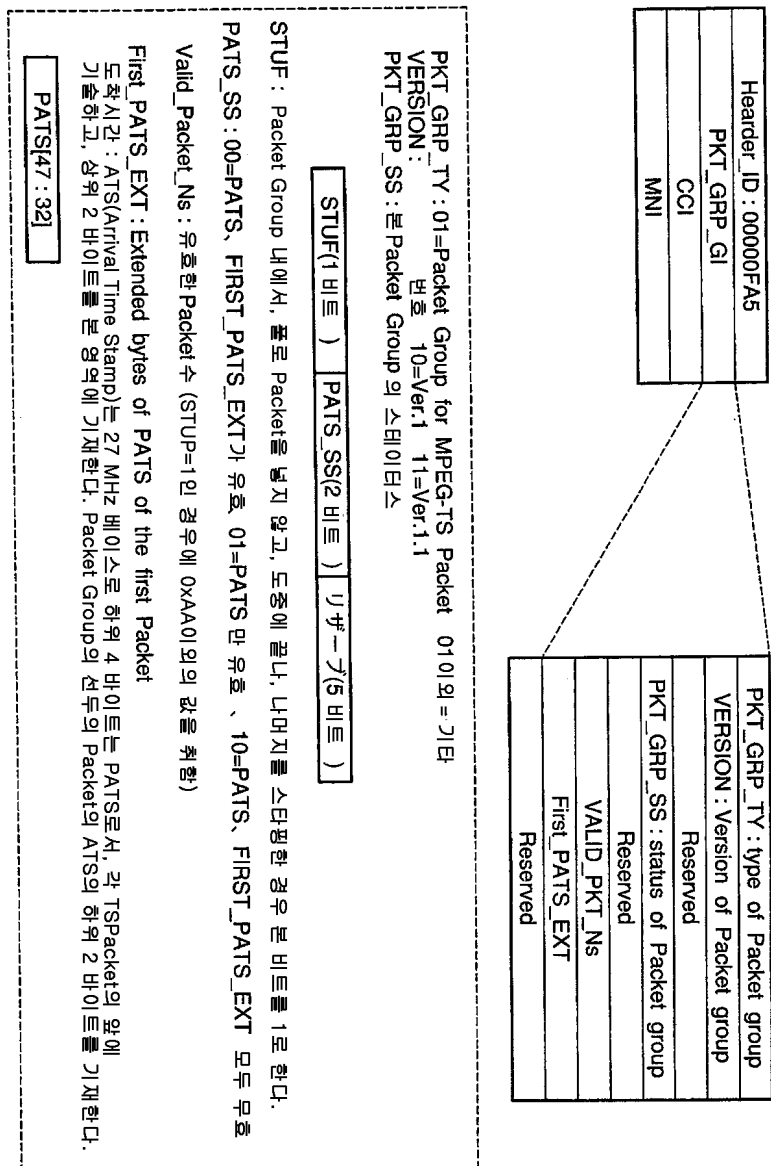 Hearder_ID : 00000FA5
PKT_GRP_GI
CCI
MNI
PKT_GRP_TY : type of Packet group
VERSION : Version of Packet group
Reserved
PKT_GRP_SS : status of Packet group
Reserved
VALID_PKT_Ns
First_PATS_EXT
Reserved
PKT_GRP_TY : 01=Packet Group for MPEG-TS Packet 01이외 = 기타
VERSION : 번호 10=Ver.1 11=Ver.1.1
PKT_GRP_SS : 본 Packet Group 의 스테이터스
STUF(1 비트 ) PATS_SS(2 비트 ) リザーブ(5 비트 )
STUF : Packet Group 내에서, 풀로 Packet을 넣지 않고, 도중에 끝나, 나머지를 스터핑한 경우 본 비트를 1로 한다.
PATS_SS : 00=PATS、FIRST_PATS_EXT가 유효 01=PATS 만 유효 、10=PATS、FIRST_PATS_EXT 모두 무효
Valid_Packet_Ns : 유효한 Packet 수 (STUP=1인 경우에 0xAA이외의 값을 취함)
First_PATS_EXT : Extended bytes of PATS of the first Packet
도착시간 : ATS(Arrival Time Stamp)는 27 MHz 베이스로 하위 4 바이트는 PATS로서, 각 TSPacket의 앞에
기술하고, 상위 2 바이트를 본 영역에 기재한다. Packet Group의 선두의 Packet의 ATS의 하위 2 바이트를 기재한다.
PATS[47 : 32]